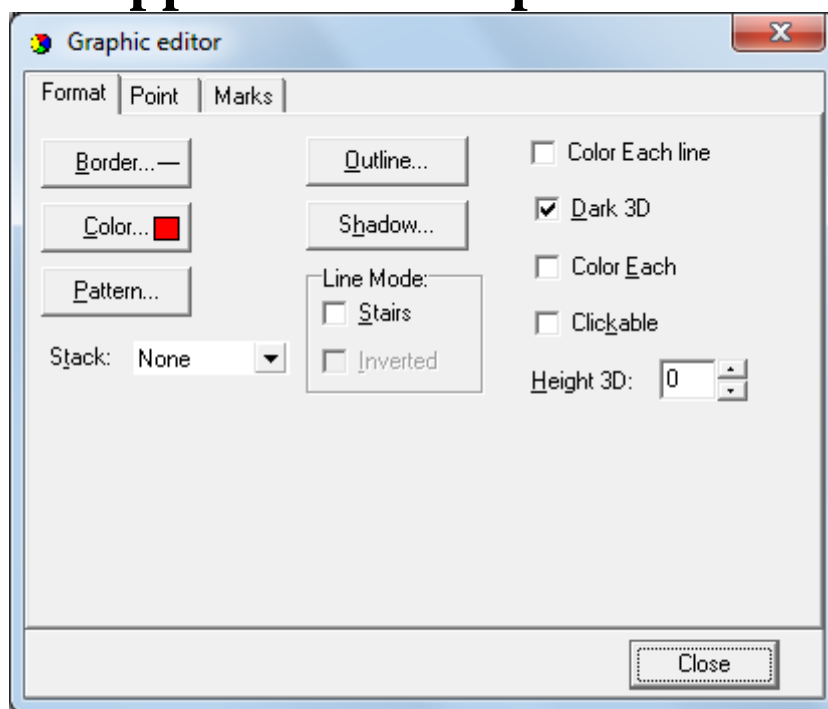 Graphic editor
Format Point Marks
Border...
Outline...
Color Each line
Color...
Shadow...
Dark 3D
Pattern...
Line Mode:
Color Each
Stairs
Clickable
Stack: None
Inverted
Height 3D: 0
Close